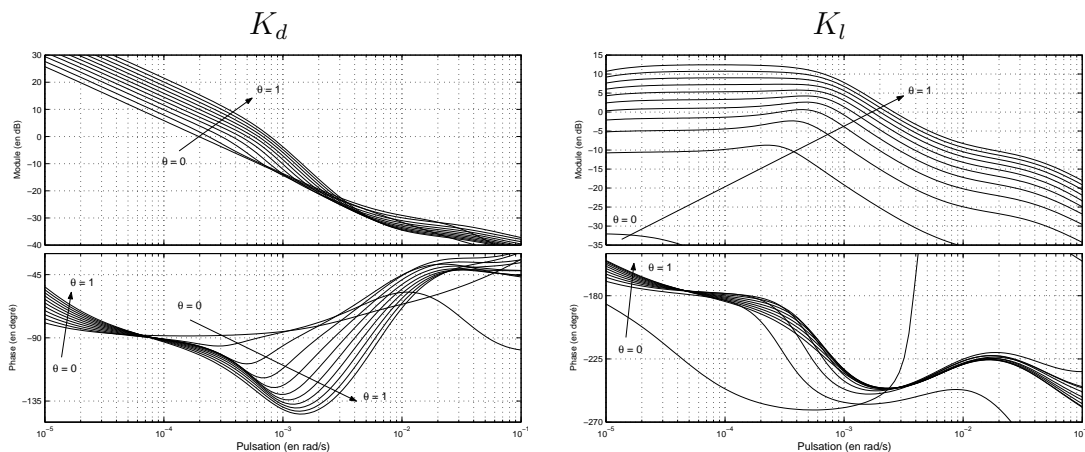 K_d
30
20
10
0
−10
−20
−30
−40
Module (en dB)
θ = 1
θ = 0
−45
−90
−135
Phase (en degré)
θ = 1
θ = 0
θ = 0
θ = 1
10^−5
10^−4
10^−3
10^−2
10^−1
Pulsation (en rad/s)
K_l
15
10
5
0
−5
−10
−15
−20
−25
−30
−35
Module (en dB)
θ = 1
θ = 0
−180
−225
−270
Phase (en degré)
θ = 1
θ = 0
10^−5
10^−4
10^−3
10^−2
10^−1
Pulsation (en rad/s)